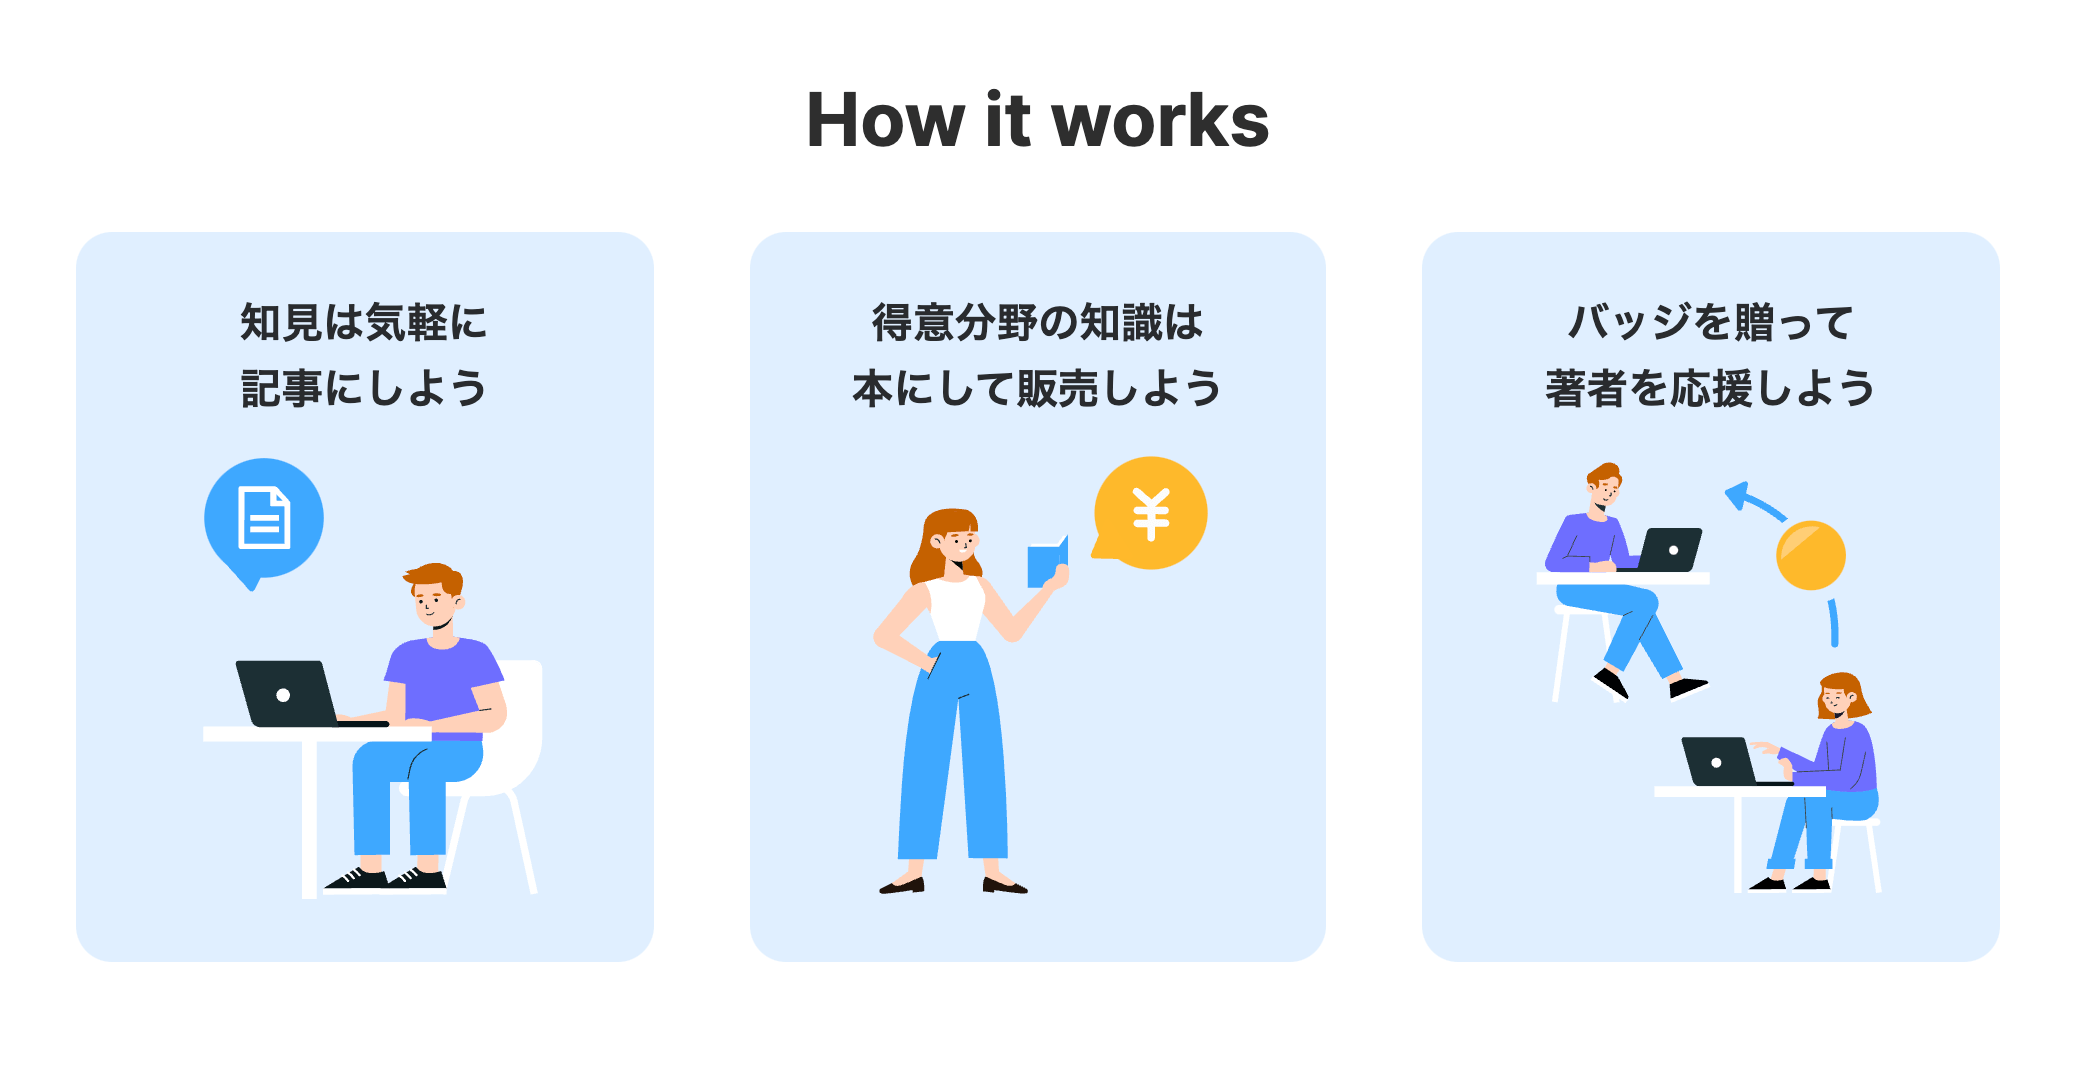 How it works
知見は気軽に
記事にしよう
得意分野の知識は
本にして販売しよう
バッジを贈って
著者を応援しよう
¥